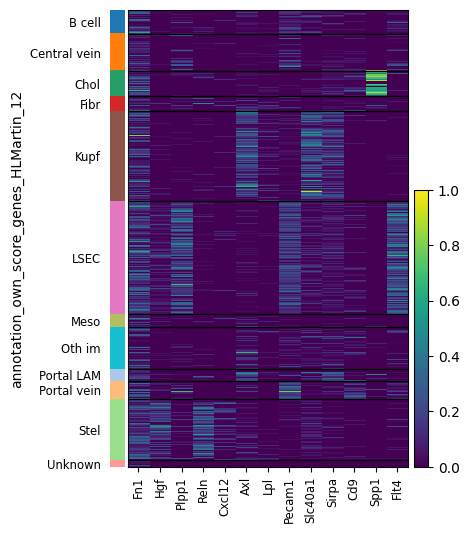 annotation_own_score_genes_HLMartin_12
B cell
Central vein
Chol
Fibr
Kupf
LSEC
Meso
Oth im
Portal LAM
Portal vein
Stel
Unknown
Fn1
Hgf
Plpp1
Reln
Cxcl12
Axl
Lpl
Pecam1
Slc40a1
Sirpa
Cd9
Spp1
Flt4
1.0
0.8
0.6
0.4
0.2
0.0